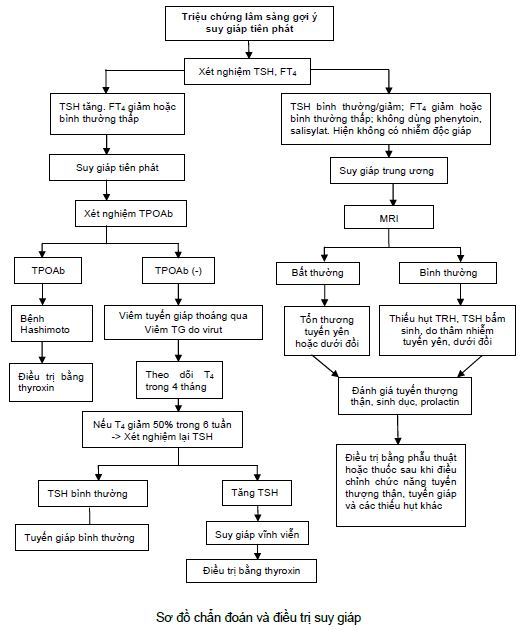 Triệu chứng lâm sàng gợi ý
suy giáp tiên phát
Xét nghiệm TSH, FT₄
TSH tăng. FT₄ giảm hoặc
bình thường thấp
TSH bình thường/giảm; FT₄ giảm hoặc
bình thường thấp; không dùng phenytoin,
salisylat. Hiện không có nhiễm độc giáp
Suy giáp tiên phát
Suy giáp trung ương
Xét nghiệm TPOAb
MRI
TPOAb
TPOAb (-)
Bất thường
Bình thường
Bệnh
Hashimoto
Viêm tuyến giáp thoáng qua
Viêm TG do virut
Tổn thương
tuyến yên
hoặc dưới đồi
Thiếu hụt TRH, TSH bẩm
sinh, do thâm nhiễm
tuyến yên, dưới đồi
Điều trị bằng
thyroxin
Theo dõi T₄
trong 4 tháng
Đánh giá tuyến thượng
thận, sinh dục, prolactin
Nếu T₄ giảm 50% trong 6 tuần
-> Xét nghiệm lại TSH
Điều trị bằng phẫu thuật
hoặc thuốc sau khi điều
chỉnh chức năng tuyến
thượng thận, tuyến giáp
và các thiếu hụt khác
TSH bình thường
Tăng TSH
Tuyến giáp bình thường
Suy giáp vĩnh viễn
Điều trị bằng thyroxin
Sơ đồ chẩn đoán và điều trị suy giáp